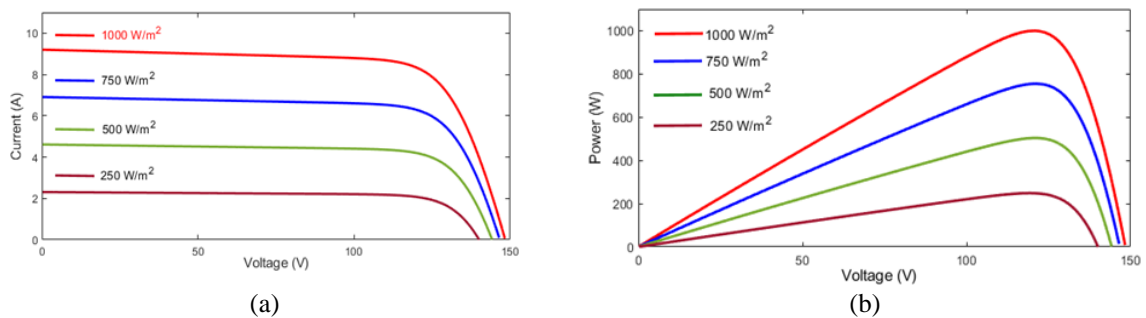 10
8
6
4
2
0
Current (A)
1000 W/m²
750 W/m²
500 W/m²
250 W/m²
0
50
100
150
Voltage (V)
(a)
1000
800
600
400
200
0
Power (W)
1000 W/m²
750 W/m²
500 W/m²
250 W/m²
0
50
100
150
Voltage (V)
(b)